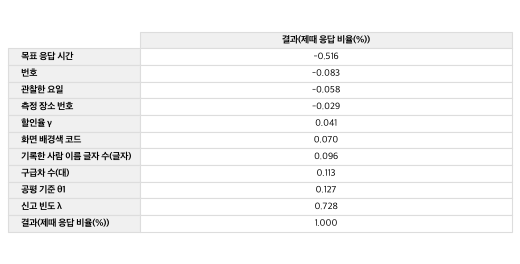 결과(제때 응답 비율(%))
목표 응답 시간 -0.516
번호 -0.083
관찰한 요일 -0.058
측정 장소 번호 -0.029
할인율 γ 0.041
화면 배경색 코드 0.070
기록한 사람 이름 글자 수(글자) 0.096
구급차 수(대) 0.113
공평 기준 θ1 0.127
신고 빈도 λ 0.728
결과(제때 응답 비율(%)) 1.000